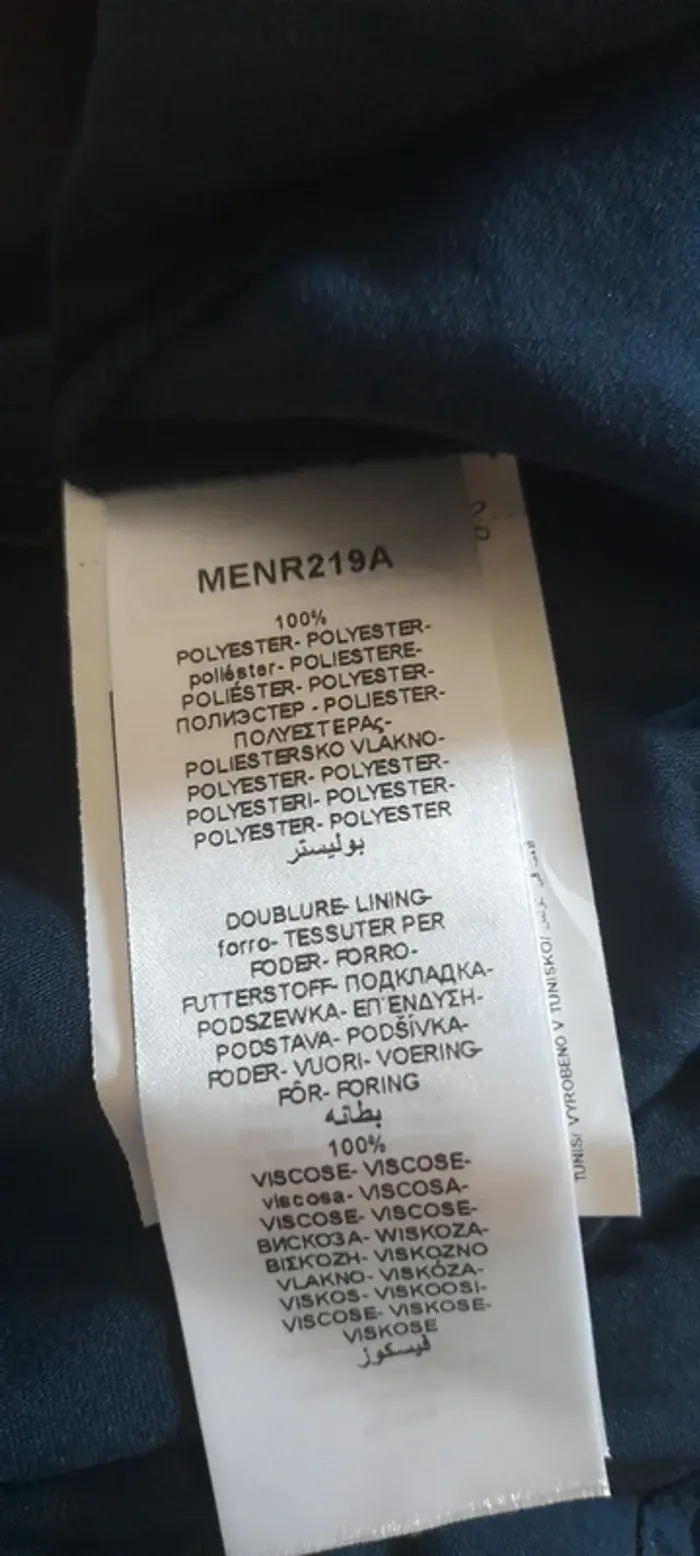 MENR219A
100%
POLYESTER- POLYESTER-
poliéster- POLIESTERE-
POLIÉSTER- POLYESTER-
ПОЛИЭСТЕР - POLIESTER-
ΠΟΛΥΕΣΤΕΡΑς-
POLIESTERSKO VLAKNO-
POLYESTER- POLYESTER-
POLYESTERI- POLYESTER-
POLYESTER- POLYESTER
بوليستر
DOUBLURE- LINING-
forro- TESSUTER PER
FODER- FORRO-
FUTTERSTOFF- ПОДКЛАДКА-
PODSZEWKA- ΕΠ'ΕΝΔΥΣΗ-
PODSTAVA- PODŠÍVKA-
FODER- VUORI- VOERING-
FÔR- FORING
بطانه
100%
VISCOSE- VISCOSE-
viscosa- VISCOSA-
VISCOSE- VISCOSE-
ВИСКОЗА- WISKOZA-
ΒΙΣΚΌΖΗ- VISKOZNO
VLAKNO- VISKÓZA-
VISKOS- VISKOOSI-
VISCOSE- VISKOSE-
VISKOSE
فيسكوز
TUNIS/ VYROBENO V TUNISKO/